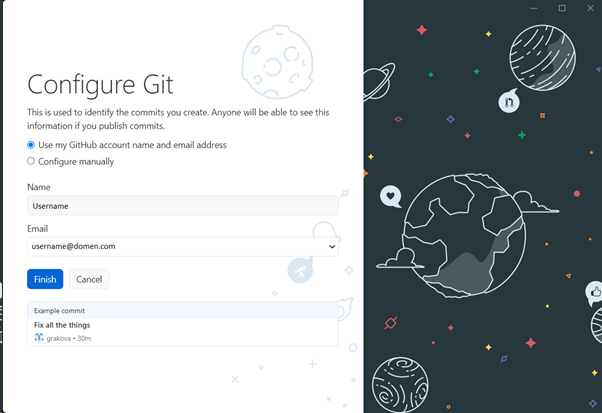 Configure Git
This is used to identify the commits you create. Anyone will be able to see this
information if you publish commits.
Use my GitHub account name and email address
Configure manually
Name
Username
Email
username@domen.com
Finish
Cancel
Example commit
Fix all the things
grakova • 30m